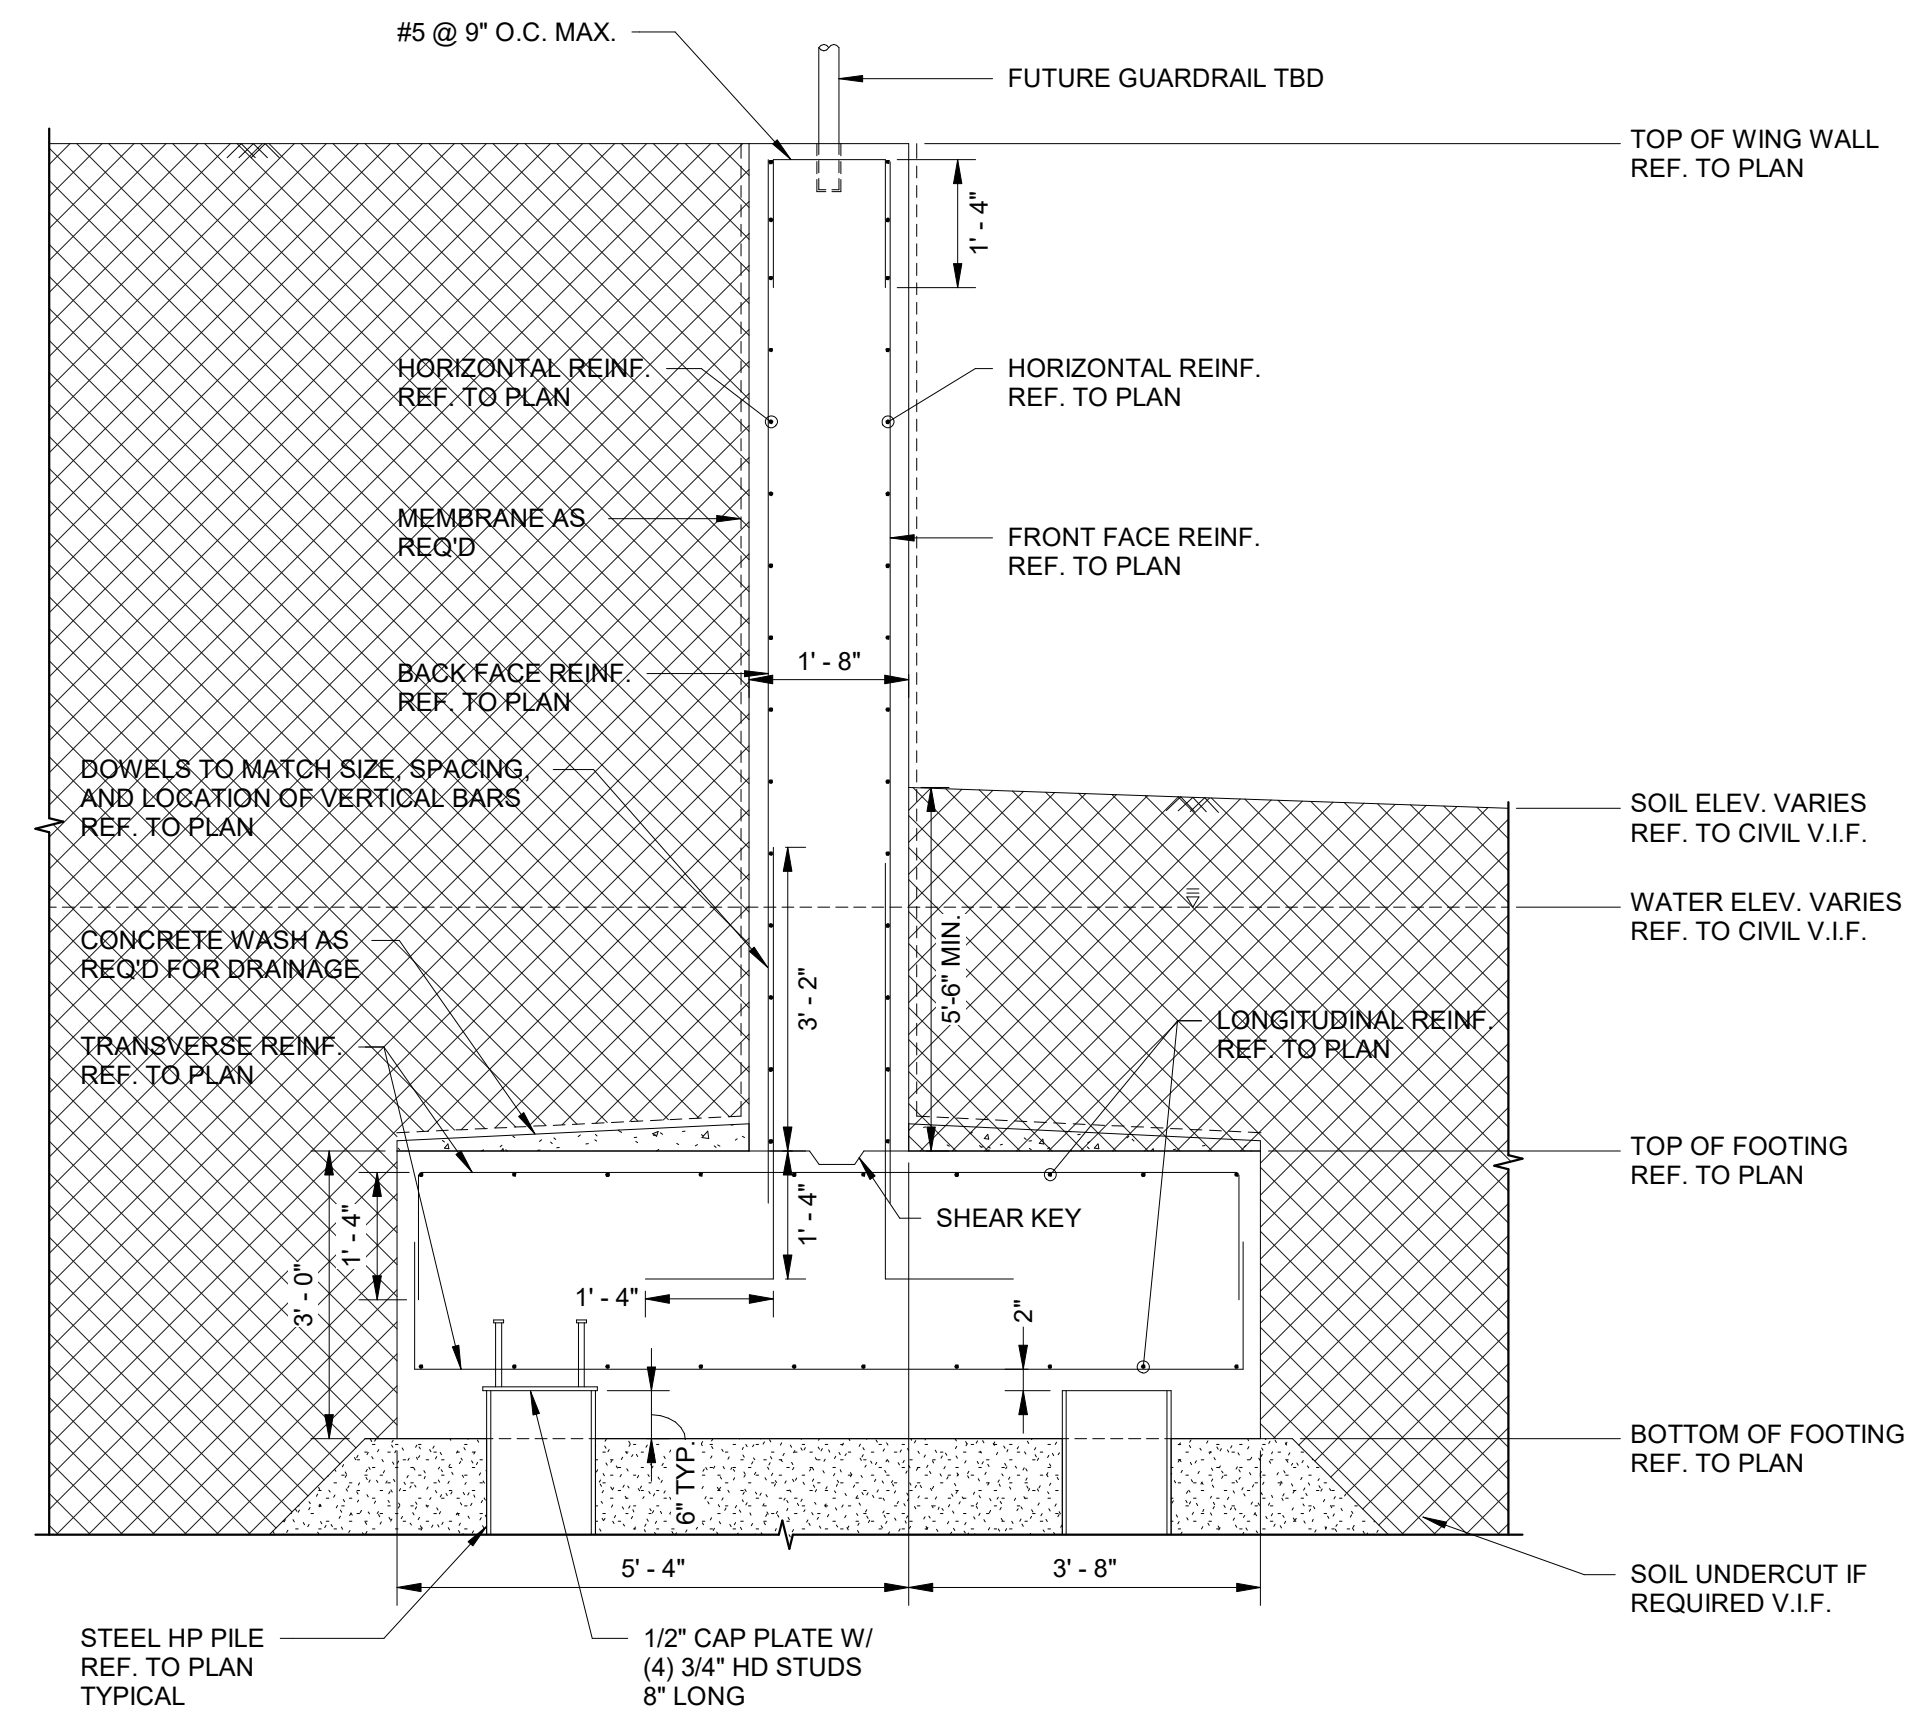 #5 @ 9" O.C. MAX.
FUTURE GUARDRAIL TBD
TOP OF WING WALL
REF. TO PLAN
1' - 4"
HORIZONTAL REINF.
REF. TO PLAN
HORIZONTAL REINF.
REF. TO PLAN
MEMBRANE AS
REQ'D
FRONT FACE REINF.
REF. TO PLAN
1' - 8"
BACK FACE REINF.
REF. TO PLAN
DOWELS TO MATCH SIZE, SPACING,
AND LOCATION OF VERTICAL BARS
REF. TO PLAN
SOIL ELEV. VARIES
REF. TO CIVIL V.I.F.
WATER ELEV. VARIES
REF. TO CIVIL V.I.F.
CONCRETE WASH AS
REQ'D FOR DRAINAGE
3' - 2"
5'-6" MIN.
LONGITUDINAL REINF.
REF. TO PLAN
TRANSVERSE REINF.
REF. TO PLAN
TOP OF FOOTING
REF. TO PLAN
1' - 4"
1' - 4"
SHEAR KEY
3' - 0"
1' - 4"
2"
6" TYP.
BOTTOM OF FOOTING
REF. TO PLAN
5' - 4"
3' - 8"
SOIL UNDERCUT IF
REQUIRED V.I.F.
STEEL HP PILE
REF. TO PLAN
TYPICAL
1/2" CAP PLATE W/
(4) 3/4" HD STUDS
8" LONG